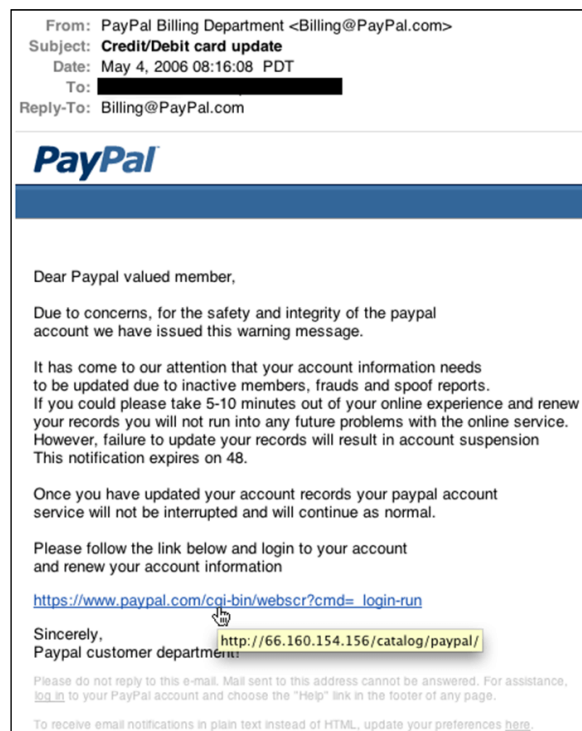 From: PayPal Billing Department <Billing@PayPal.com>
Subject: Credit/Debit card update
Date: May 4, 2006 08:16:08 PDT
To:
Reply-To: Billing@PayPal.com
PayPal
Dear Paypal valued member,
Due to concerns, for the safety and integrity of the paypal
account we have issued this warning message.
It has come to our attention that your account information needs
to be updated due to inactive members, frauds and spoof reports.
If you could please take 5-10 minutes out of your online experience and renew
your records you will not run into any future problems with the online service.
However, failure to update your records will result in account suspension
This notification expires on 48.
Once you have updated your account records your paypal account
service will not be interrupted and will continue as normal.
Please follow the link below and login to your account
and renew your account information
https://www.paypal.com/cgi-bin/webscr?cmd=_login-run
Sincerely,
http://66.160.154.156/catalog/paypal/
Paypal customer department!
Please do not reply to this e-mail. Mail sent to this address cannot be answered. For assistance,
log in to your PayPal account and choose the "Help" link in the footer of any page.
To receive email notifications in plain text instead of HTML, update your preferences here.